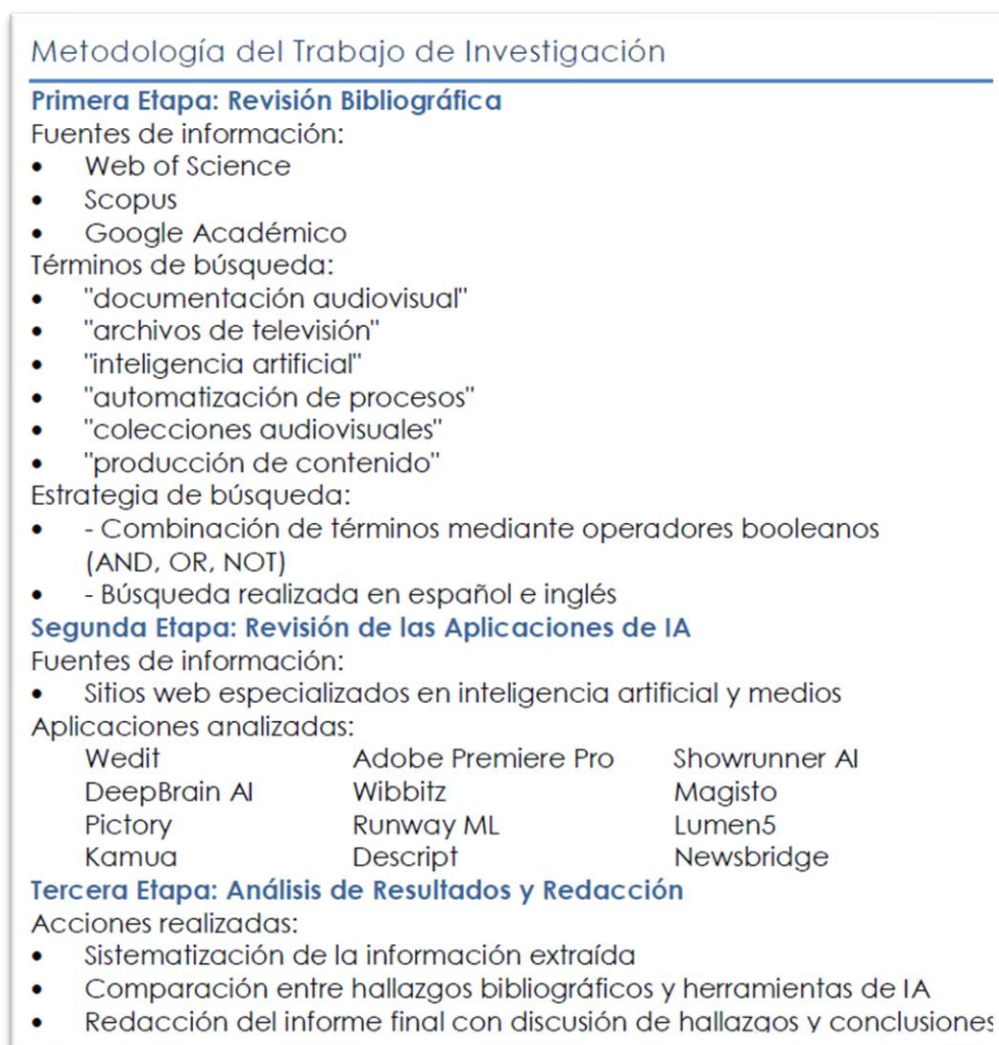 Metodología del Trabajo de Investigación
Primera Etapa: Revisión Bibliográfica
Fuentes de información:
• Web of Science
• Scopus
• Google Académico
Términos de búsqueda:
• "documentación audiovisual"
• "archivos de televisión"
• "inteligencia artificial"
• "automatización de procesos"
• "colecciones audiovisuales"
• "producción de contenido"
Estrategia de búsqueda:
• - Combinación de términos mediante operadores booleanos
(AND, OR, NOT)
• - Búsqueda realizada en español e inglés
Segunda Etapa: Revisión de las Aplicaciones de IA
Fuentes de información:
• Sitios web especializados en inteligencia artificial y medios
Aplicaciones analizadas:
Wedit Adobe Premiere Pro Showrunner AI
DeepBrain AI Wibbitz Magisto
Pictory Runway ML Lumen5
Kamua Descript Newsbridge
Tercera Etapa: Análisis de Resultados y Redacción
Acciones realizadas:
• Sistematización de la información extraída
• Comparación entre hallazgos bibliográficos y herramientas de IA
• Redacción del informe final con discusión de hallazgos y conclusiones